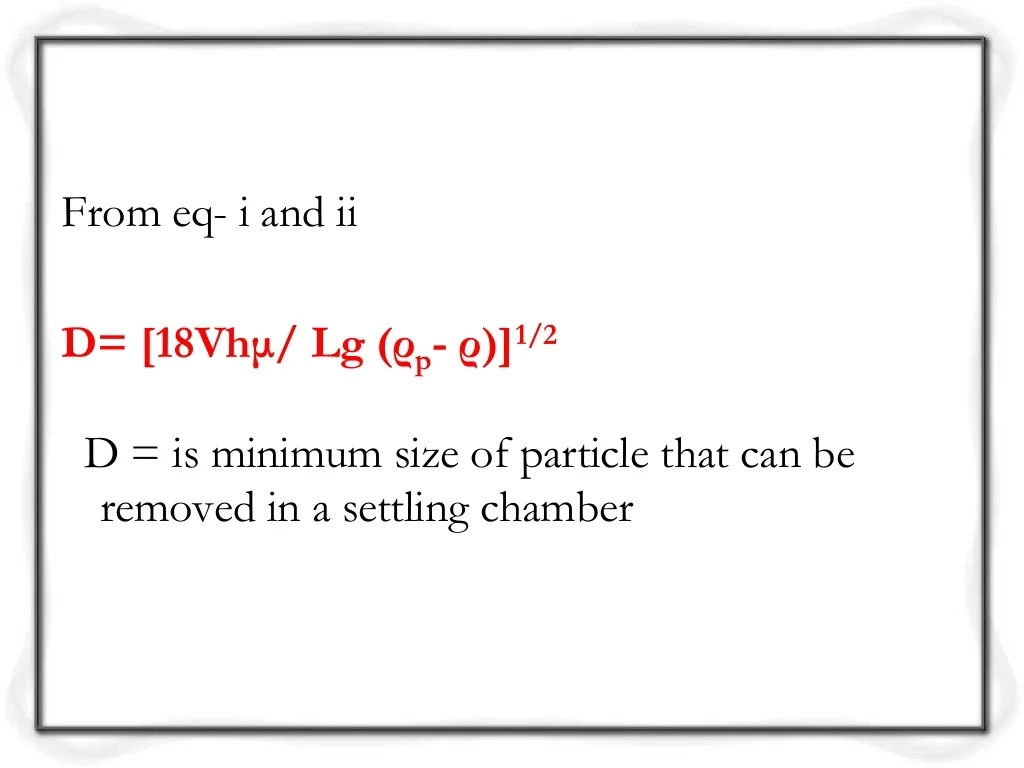 From eq- i and ii
D= [18Vhμ/ Lg (ϱₚ- ϱ)]¹/²
D = is minimum size of particle that can be
removed in a settling chamber